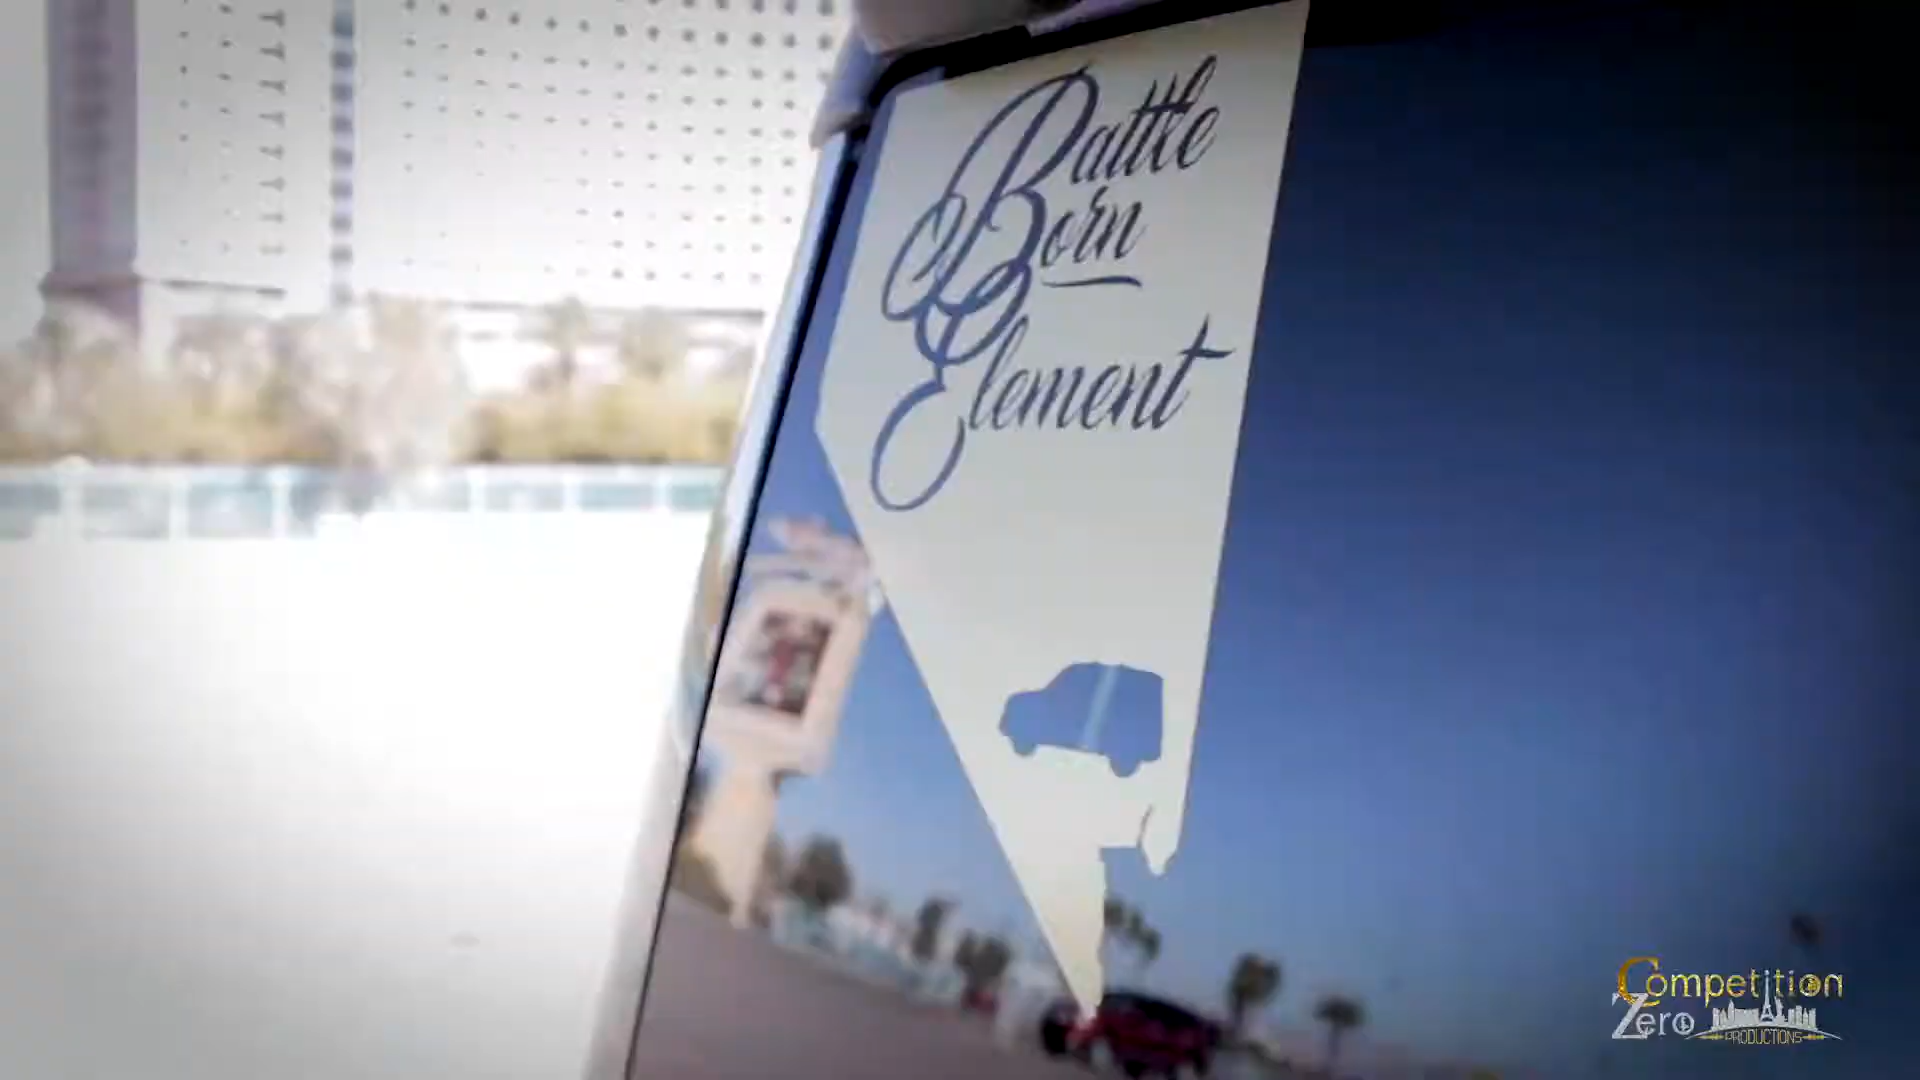 Battle
Born
Element
Competition
Zero
PRODUCTIONS